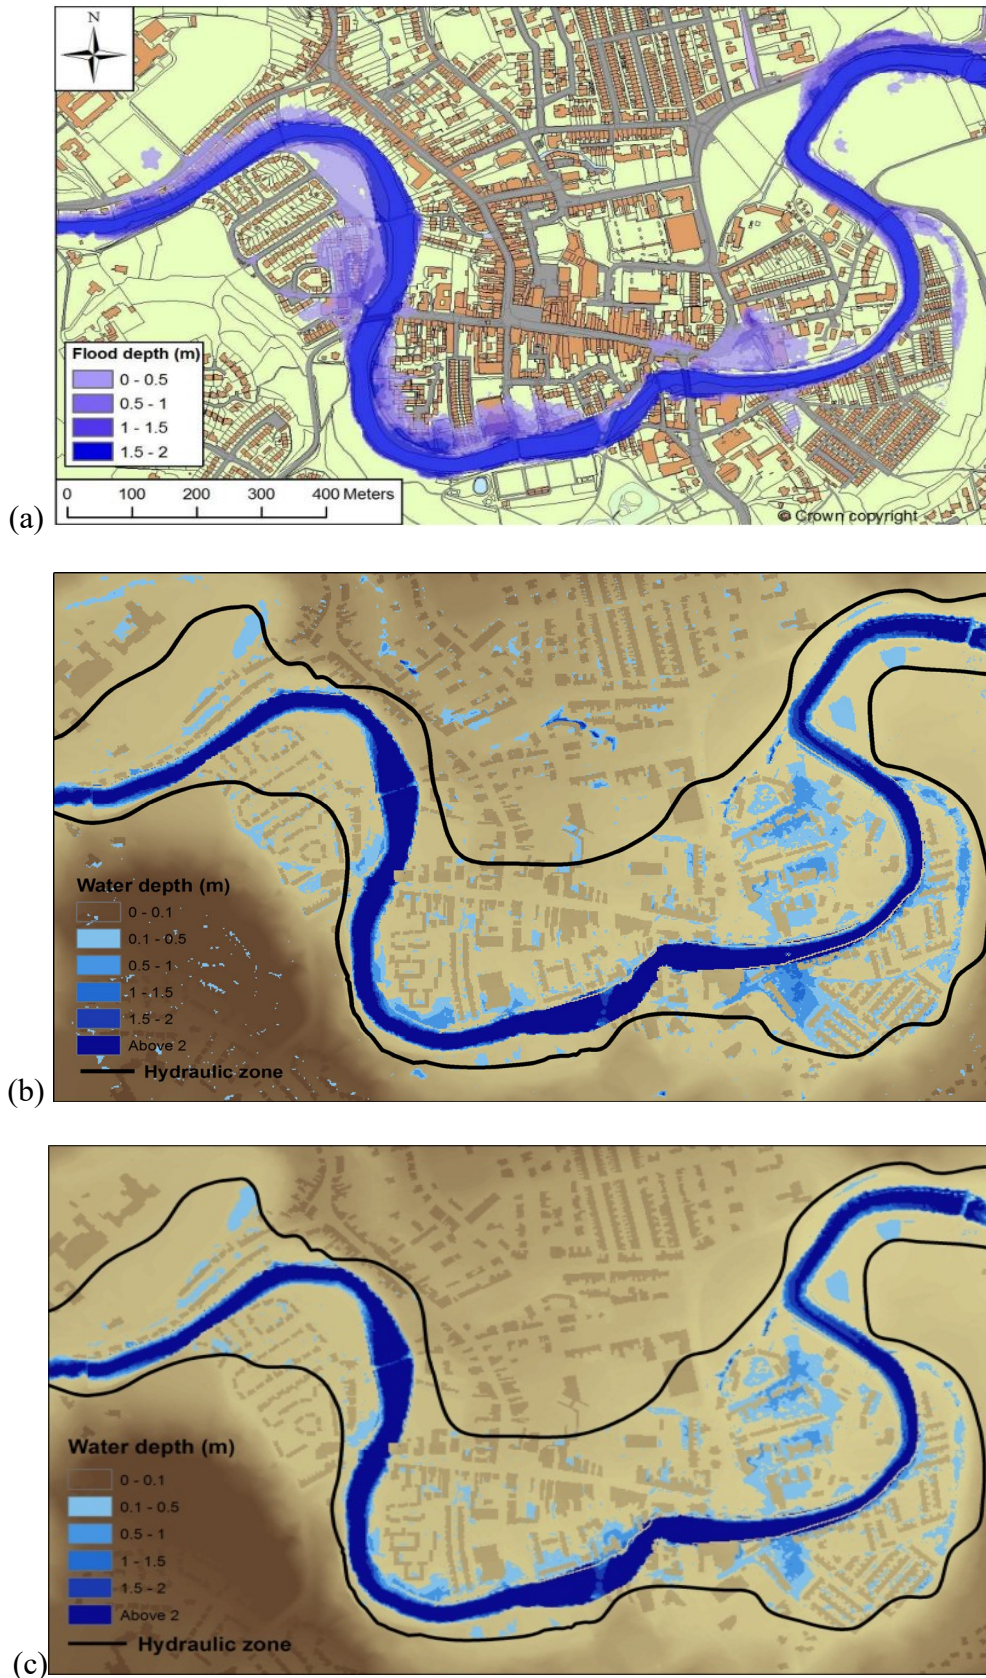 N
Flood depth (m)
0 - 0.5
0.5 - 1
1 - 1.5
1.5 - 2
0 100 200 300 400 Meters
© Crown copyright
(a)
Water depth (m)
0 - 0.1
0.1 - 0.5
0.5 - 1
1 - 1.5
1.5 - 2
Above 2
Hydraulic zone
(b)
Water depth (m)
0 - 0.1
0.1 - 0.5
0.5 - 1
1 - 1.5
1.5 - 2
Above 2
Hydraulic zone
(c)